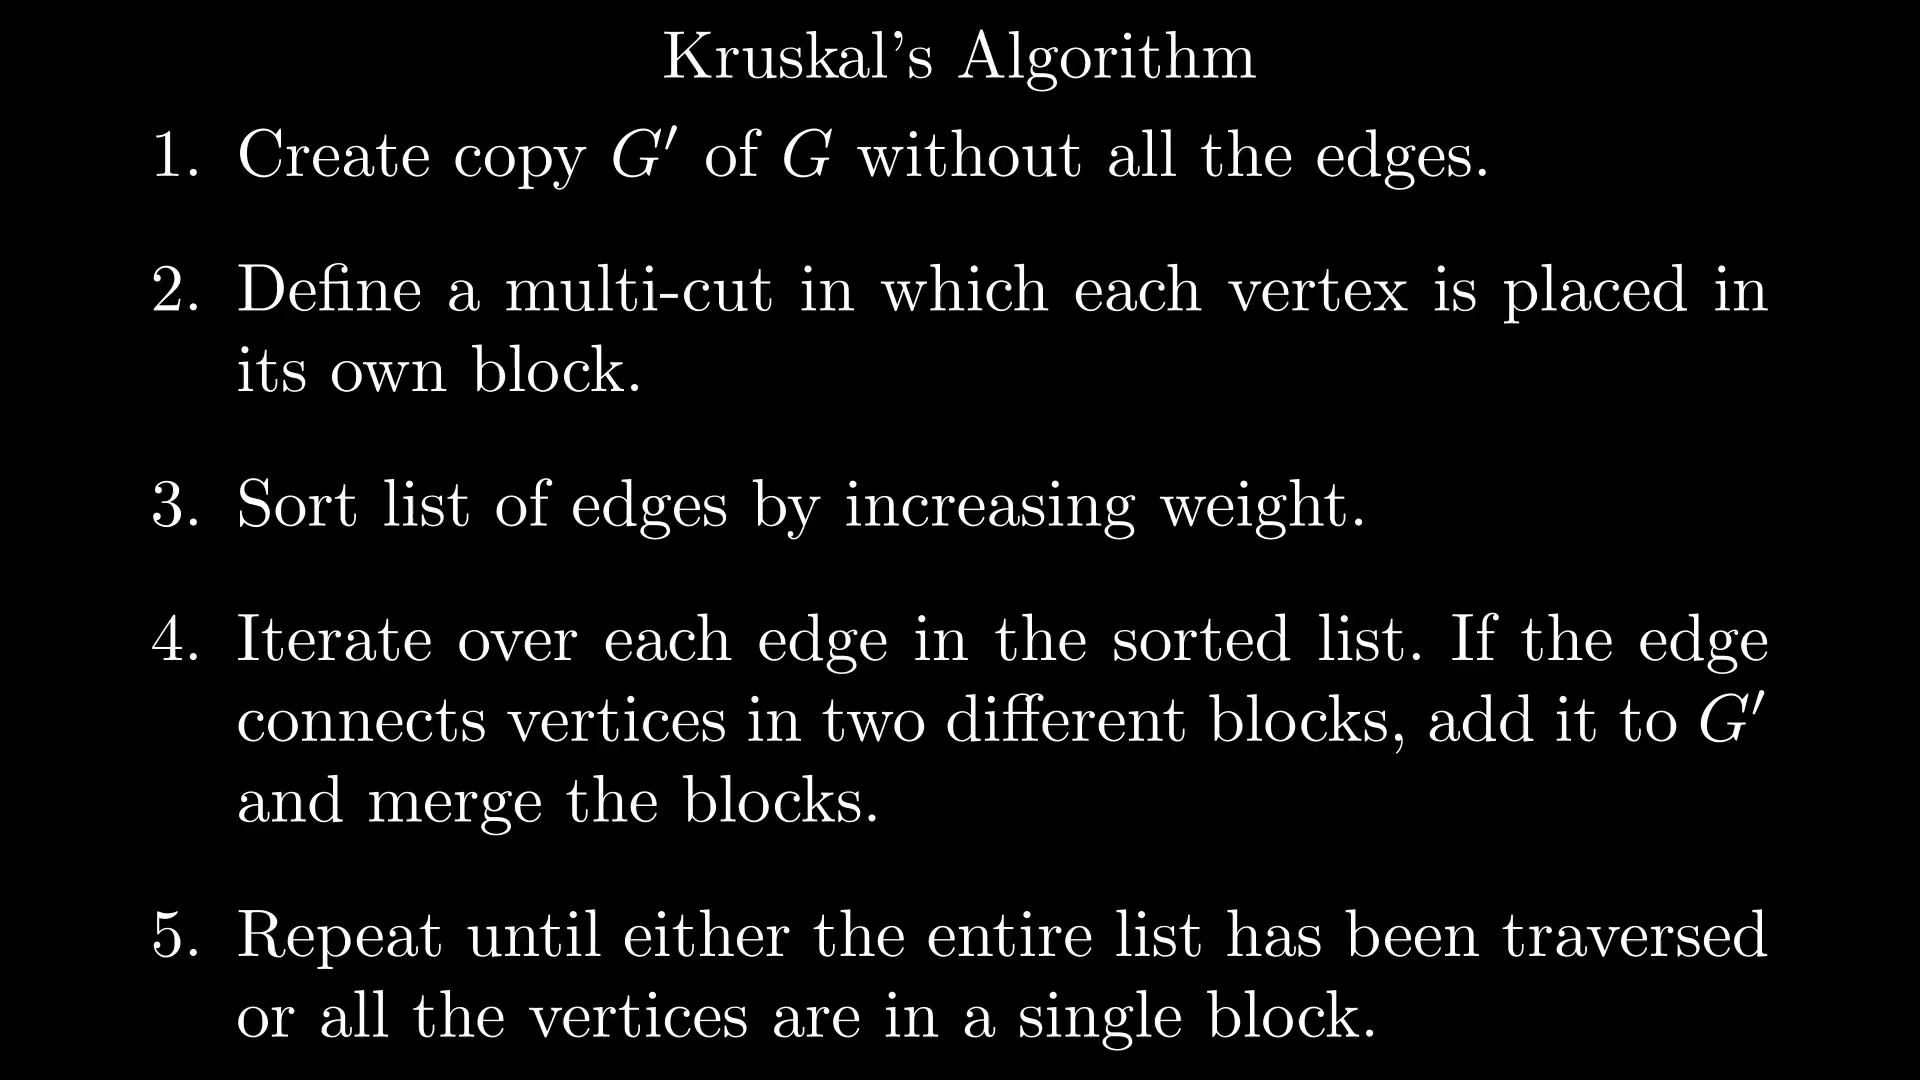 Kruskal's Algorithm
1. Create copy G′ of G without all the edges.
2. Define a multi-cut in which each vertex is placed in
its own block.
3. Sort list of edges by increasing weight.
4. Iterate over each edge in the sorted list. If the edge
connects vertices in two different blocks, add it to G′
and merge the blocks.
5. Repeat until either the entire list has been traversed
or all the vertices are in a single block.